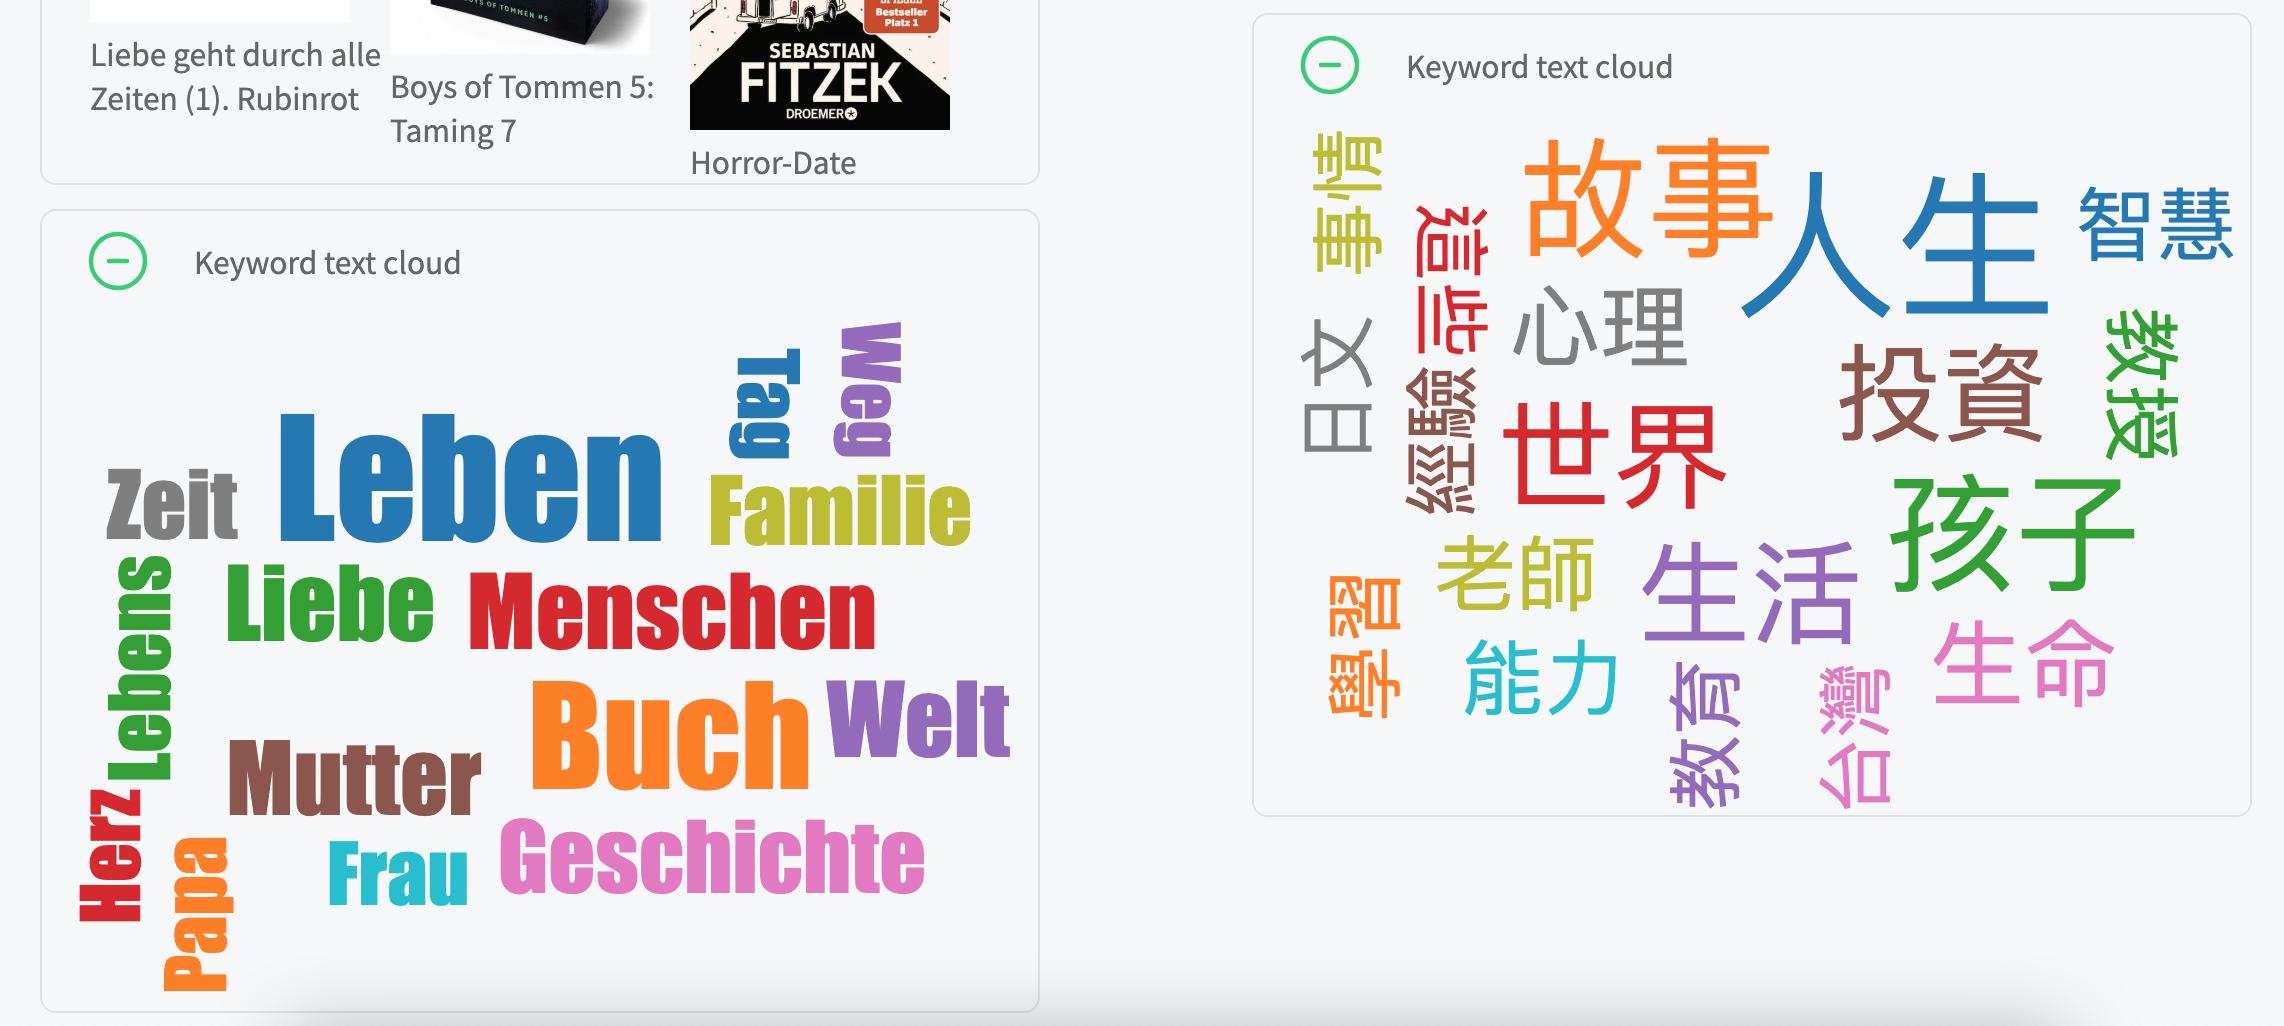 BOYS OF TOMMEN #5
Bestseller
Platz 1
SEBASTIAN
FITZEK
DROEMER
Liebe geht durch alle
Zeiten (1). Rubinrot
Boys of Tommen 5:
Taming 7
Horror-Date
Keyword text cloud
Weg
Tag
Leben
Zeit
Familie
Lebens
Liebe
Menschen
Buch
Welt
Mutter
Herz
Papa
Frau
Geschichte
Keyword text cloud
事情
故事
人生
智慧
這些
心理
日文
投資
教授
經驗
世界
孩子
老師
生活
學習
能力
教育
台灣
生命